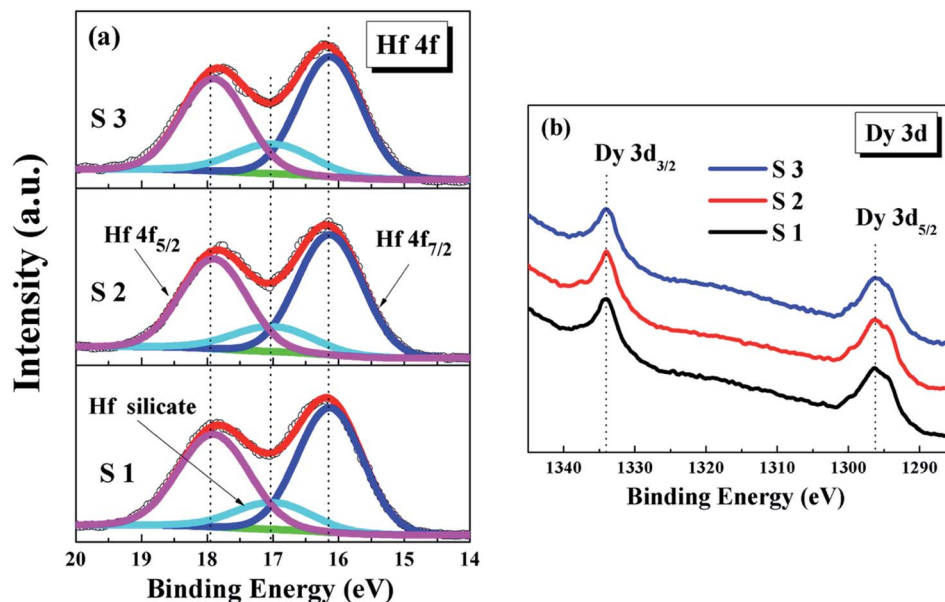 (a)
Hf 4f
S 3
Hf 4f5/2
Hf 4f7/2
S 2
Hf silicate
S 1
Intensity (a.u.)
20 19 18 17 16 15 14
Binding Energy (eV)
(b)
Dy 3d
Dy 3d3/2
S 3
S 2
S 1
Dy 3d5/2
1340 1330 1320 1310 1300 1290
Binding Energy (eV)